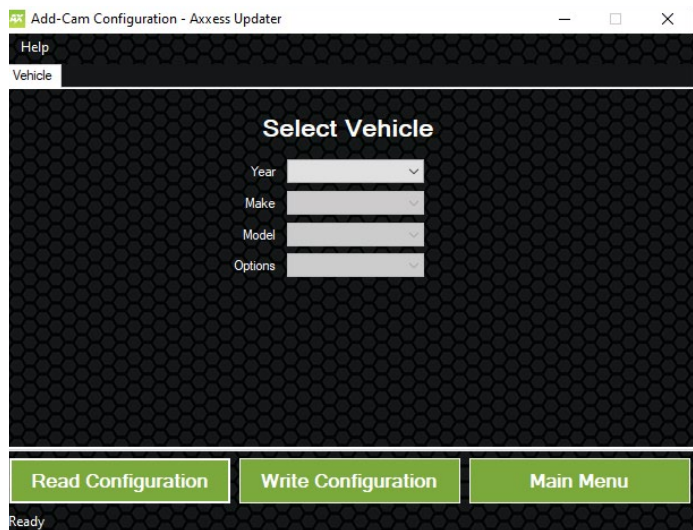 AX Add-Cam Configuration - Axxess Updater
Help
Vehicle
Select Vehicle
Year
Make
Model
Options
Read Configuration Write Configuration Main Menu
Ready